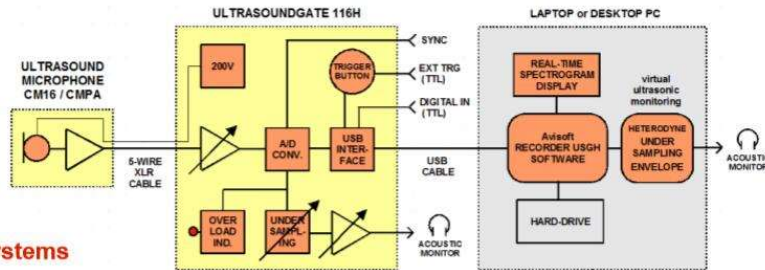 ULTRASOUNDGATE 116H
LAPTOP or DESKTOP PC
ULTRASOUND
MICROPHONE
CM16 / CMPA
200V
TRIGGER
BUTTON
SYNC
EXT TRG
(TTL)
DIGITAL IN
(TTL)
REAL-TIME
SPECTROGRAM
DISPLAY
virtual
ultrasonic
monitoring
5-WIRE
XLR
CABLE
A/D
CONV.
USB
INTER-
FACE
USB
CABLE
Avisoft
RECORDER USGH
SOFTWARE
HETERODYNE
UNDER
SAMPLING
ENVELOPE
ACOUSTIC
MONITOR
OVER
LOAD
IND.
UNDER
SAMPL-
ING
ACOUSTIC
MONITOR
HARD-DRIVE
stems